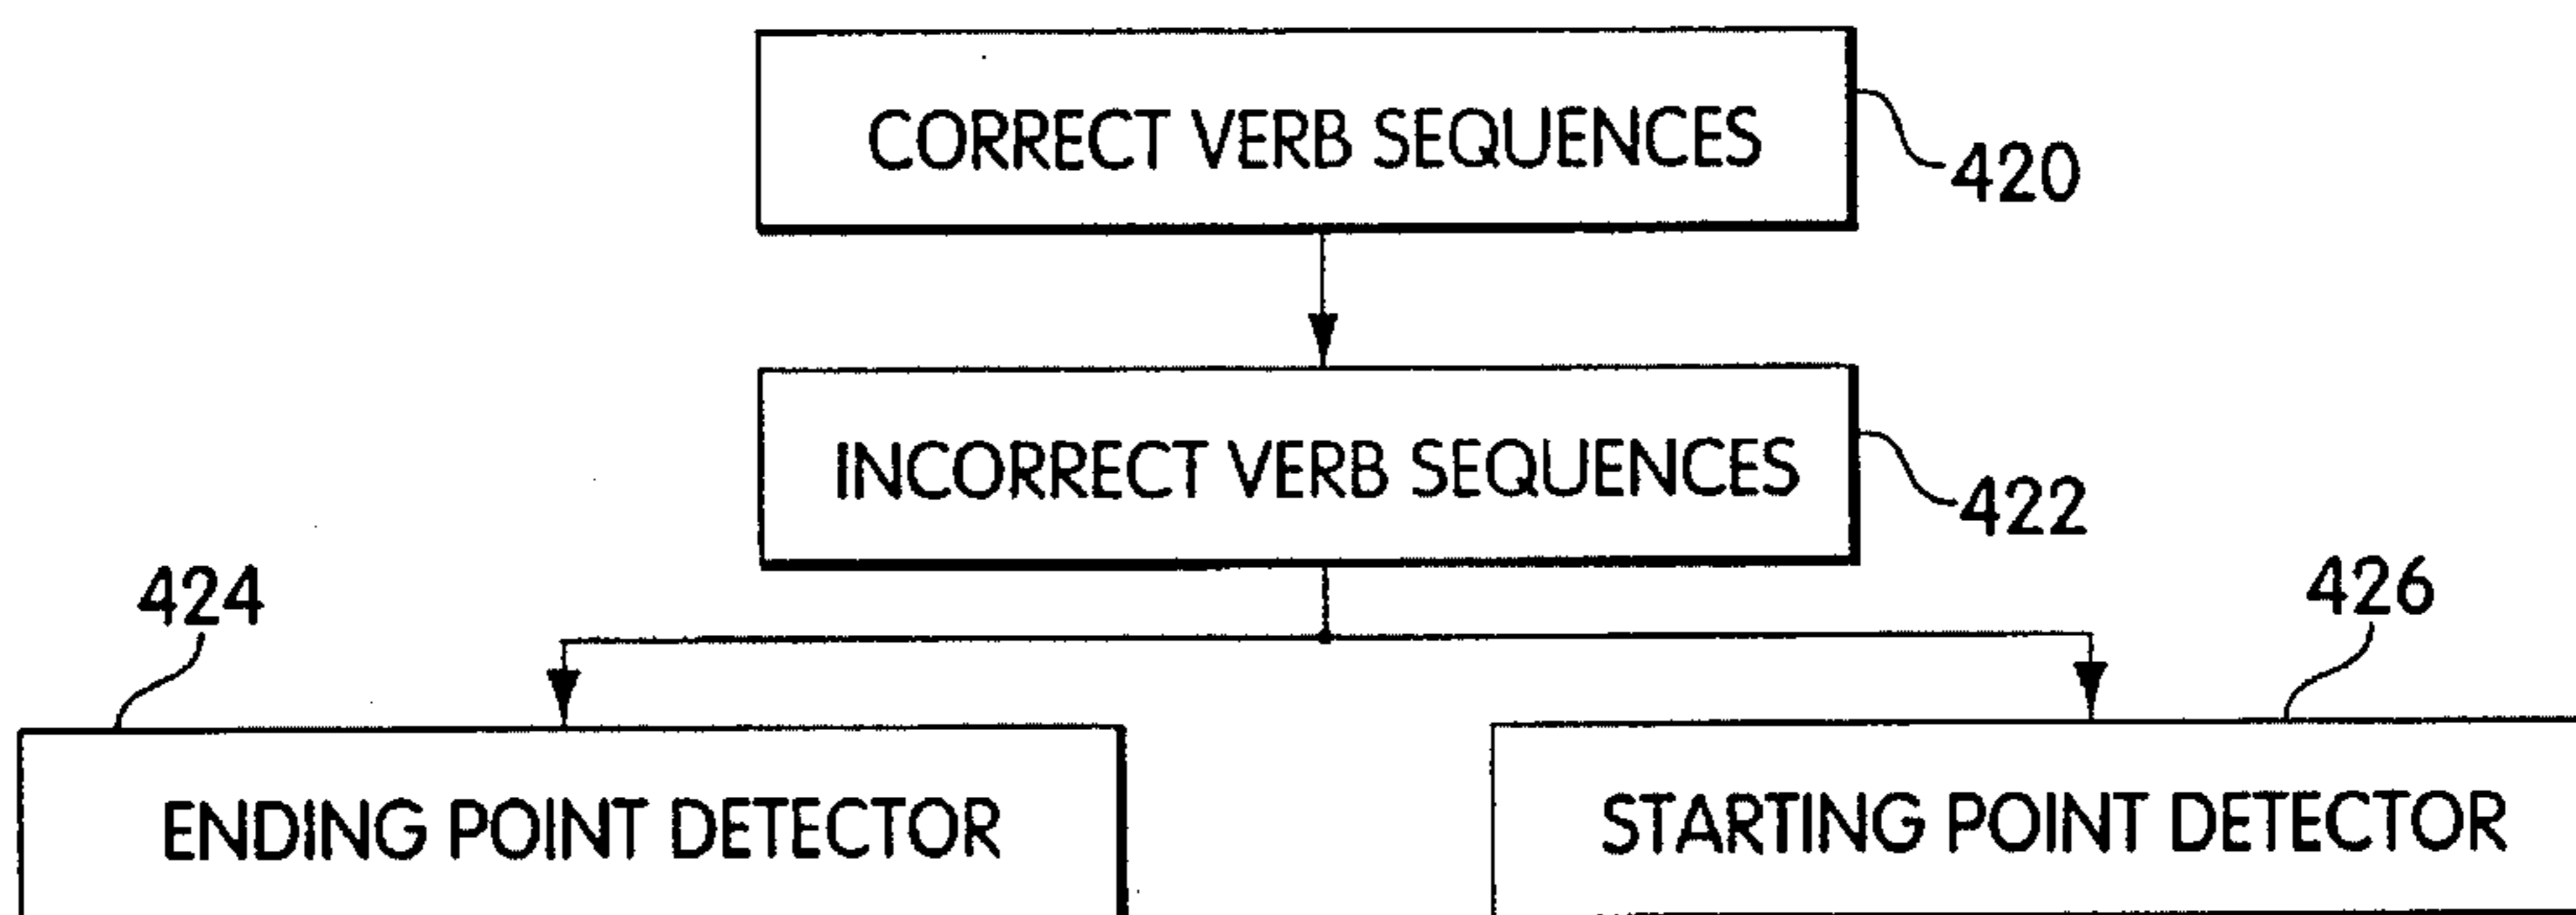 CORRECT VERB SEQUENCES
420
INCORRECT VERB SEQUENCES
422
424
426
ENDING POINT DETECTOR
STARTING POINT DETECTOR